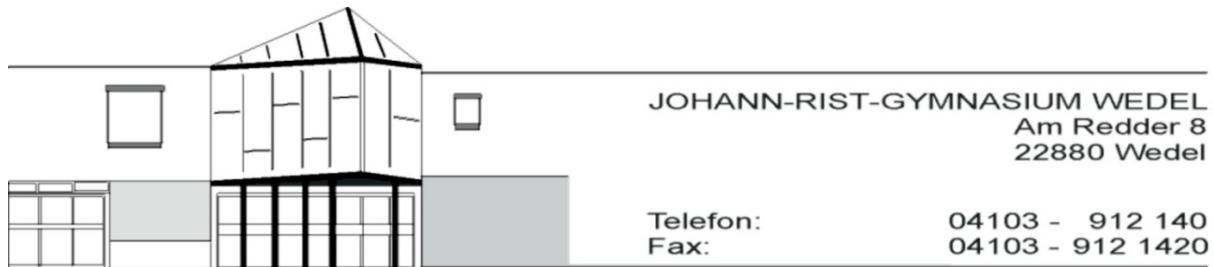 JOHANN-RIST-GYMNASIUM WEDEL
Am Redder 8
22880 Wedel
Telefon: 04103 - 912 140
Fax: 04103 - 912 1420